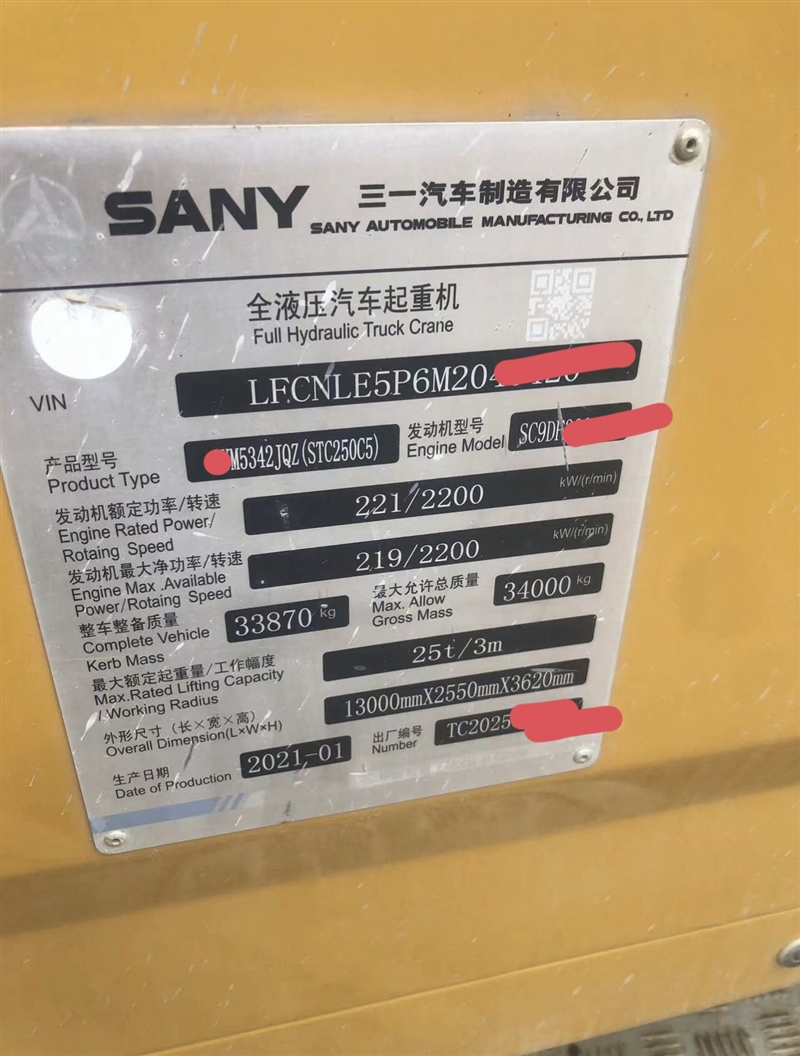 SANY
三一汽车制造有限公司
SANY AUTOMOBILE MANUFACTURING CO., LTD
全液压汽车起重机
Full Hydraulic Truck Crane
VIN
LFCNLE5P6M204
产品型号
Product Type
M5342JQZ(STC250C5)
发动机型号
Engine Model
SC9DF
发动机额定功率/转速
Engine Rated Power/
Rotaing Speed
221/2200
kW/(r/min)
发动机最大净功率/转速
Engine Max .Available
Power/Rotaing Speed
219/2200
kW/(r/min)
整车整备质量
Complete Vehicle
Kerb Mass
33870 kg
最大允许总质量
Max. Allow
Gross Mass
34000 kg
最大额定起重量/工作幅度
Max.Rated Lifting Capacity
/Working Radius
25t/3m
外形尺寸（长×宽×高）
Overall Dimension(L×W×H)
13000mmX2550mmX3620mm
生产日期
Date of Production
2021-01
出厂编号
Number
TC2025